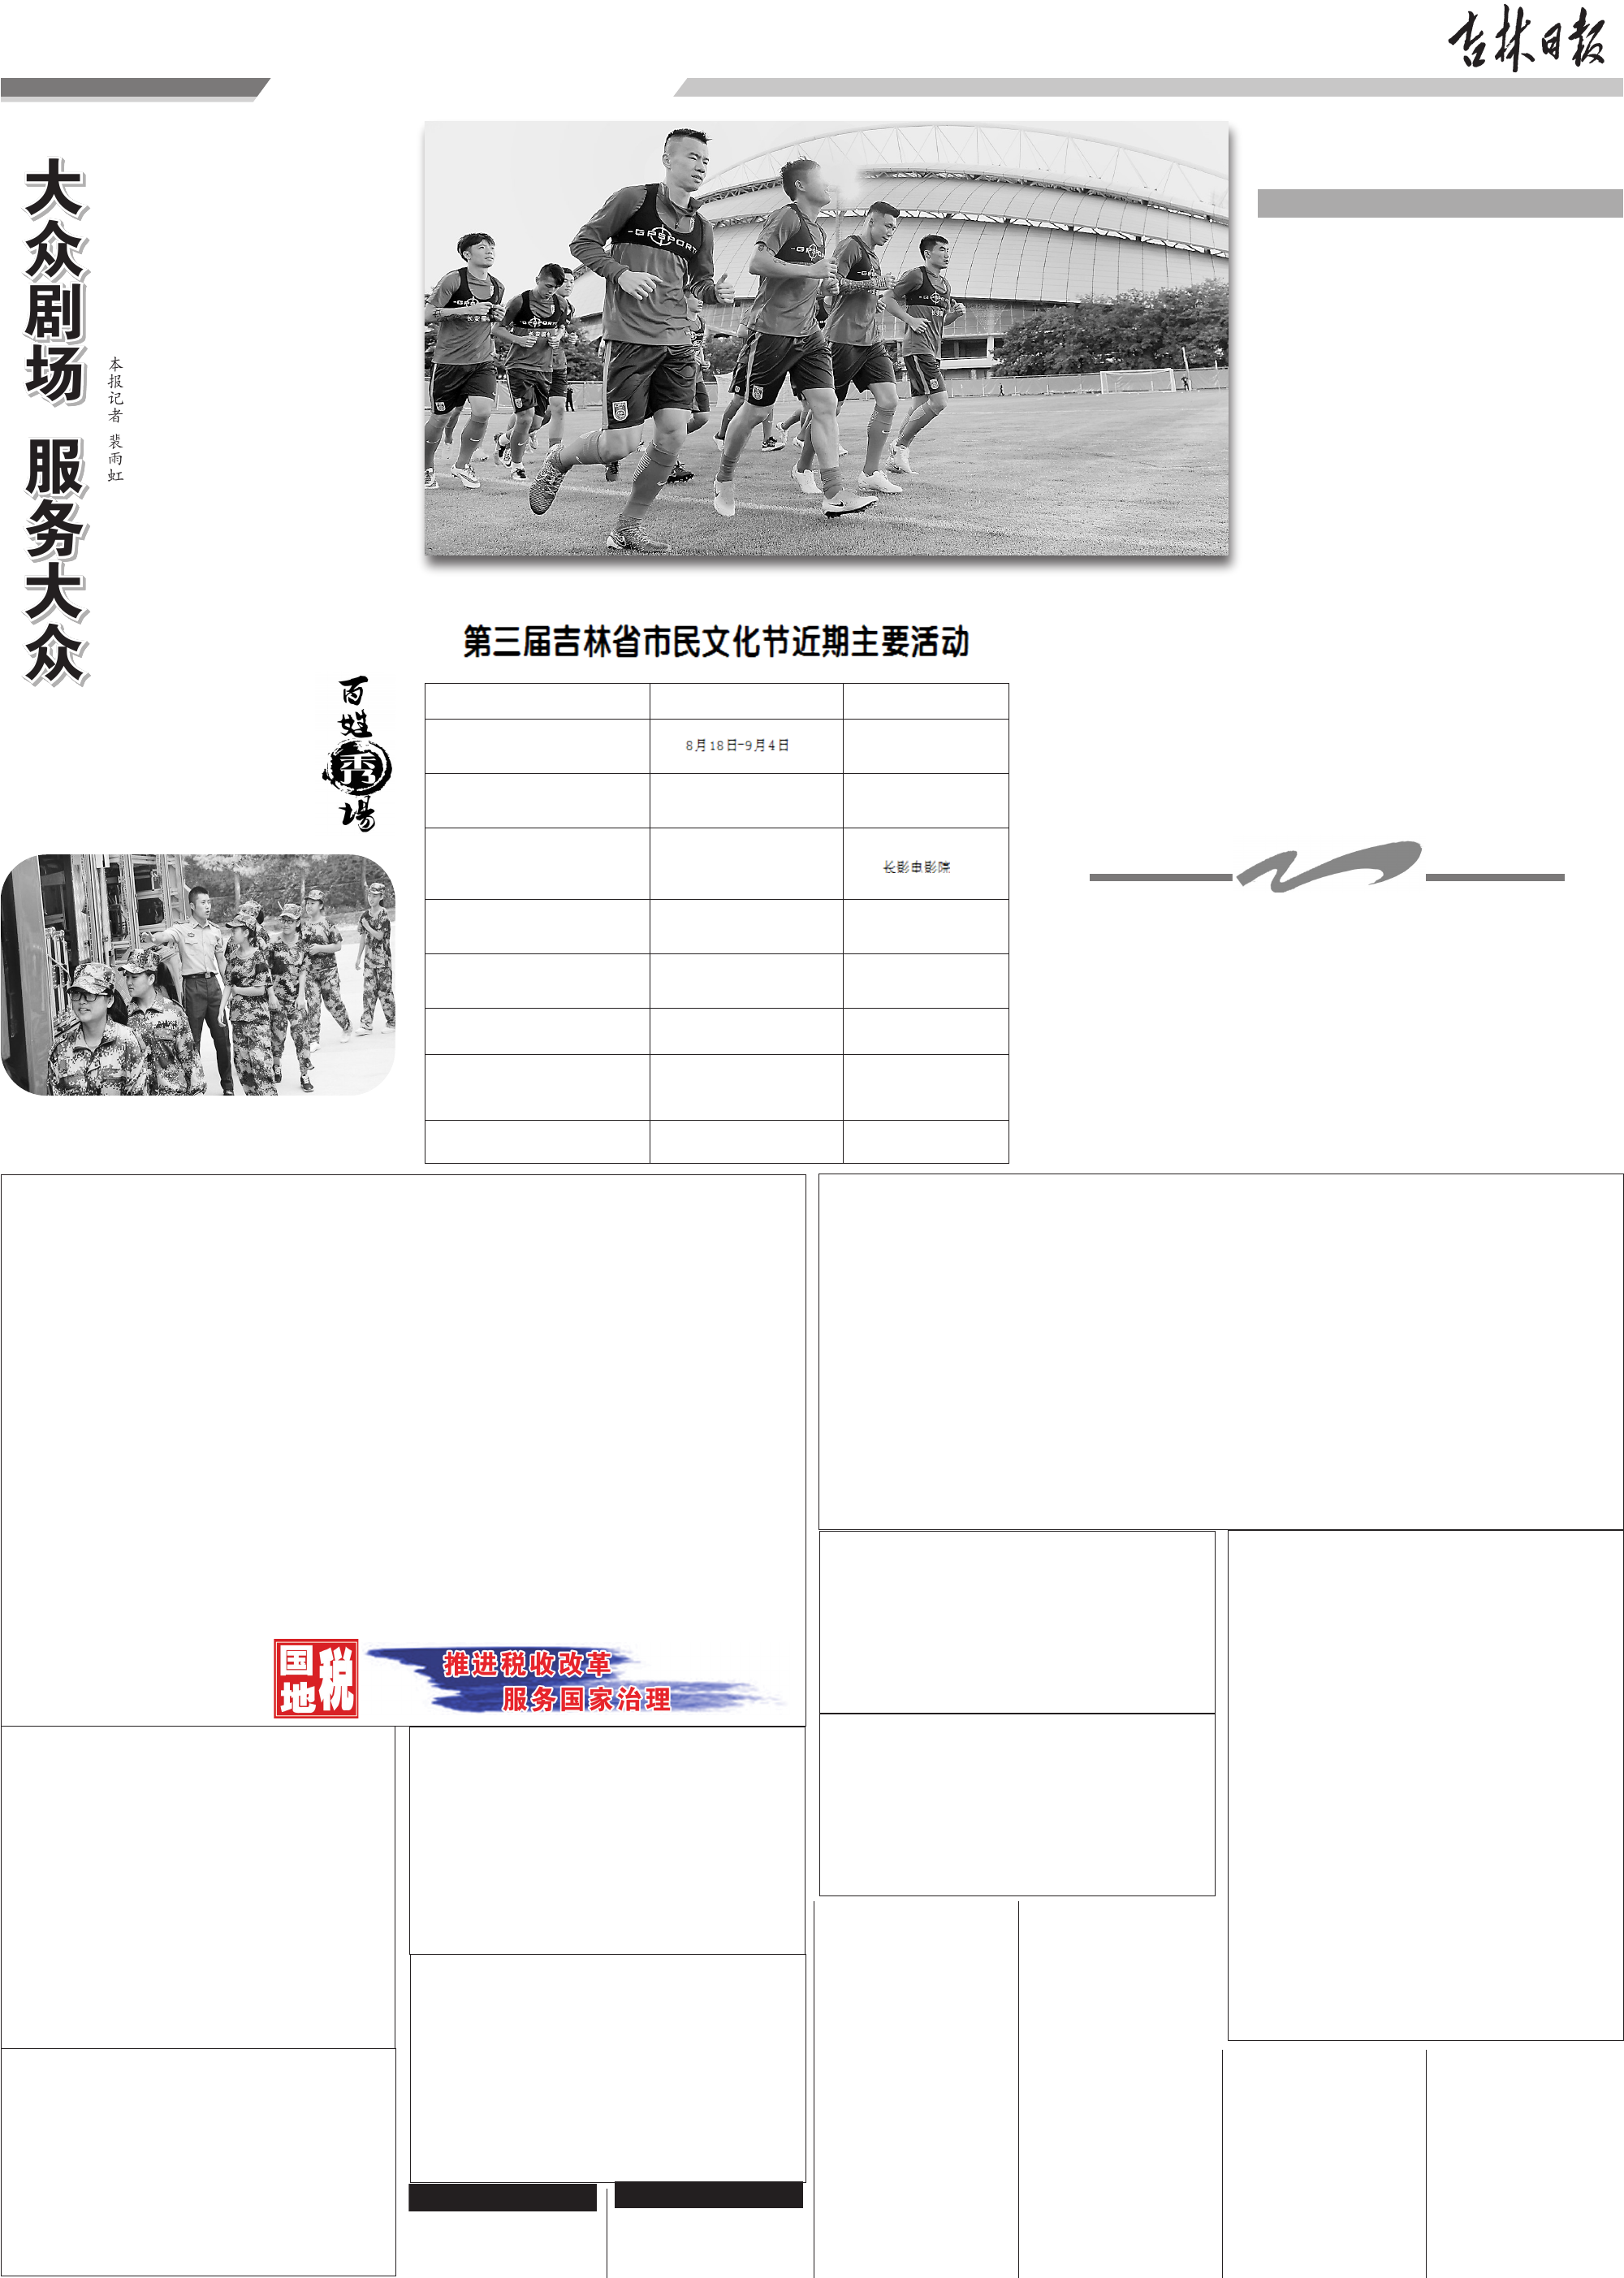 吉林日报
大众剧场 服务大众
本报记者 裴雨虹
-GPSPORT
-GPSPORT
第三届吉林省市民文化节近期主要活动
百姓秀場
8月18日-9月4日
长影电影院
国地税
推进税收改革
服务国家治理